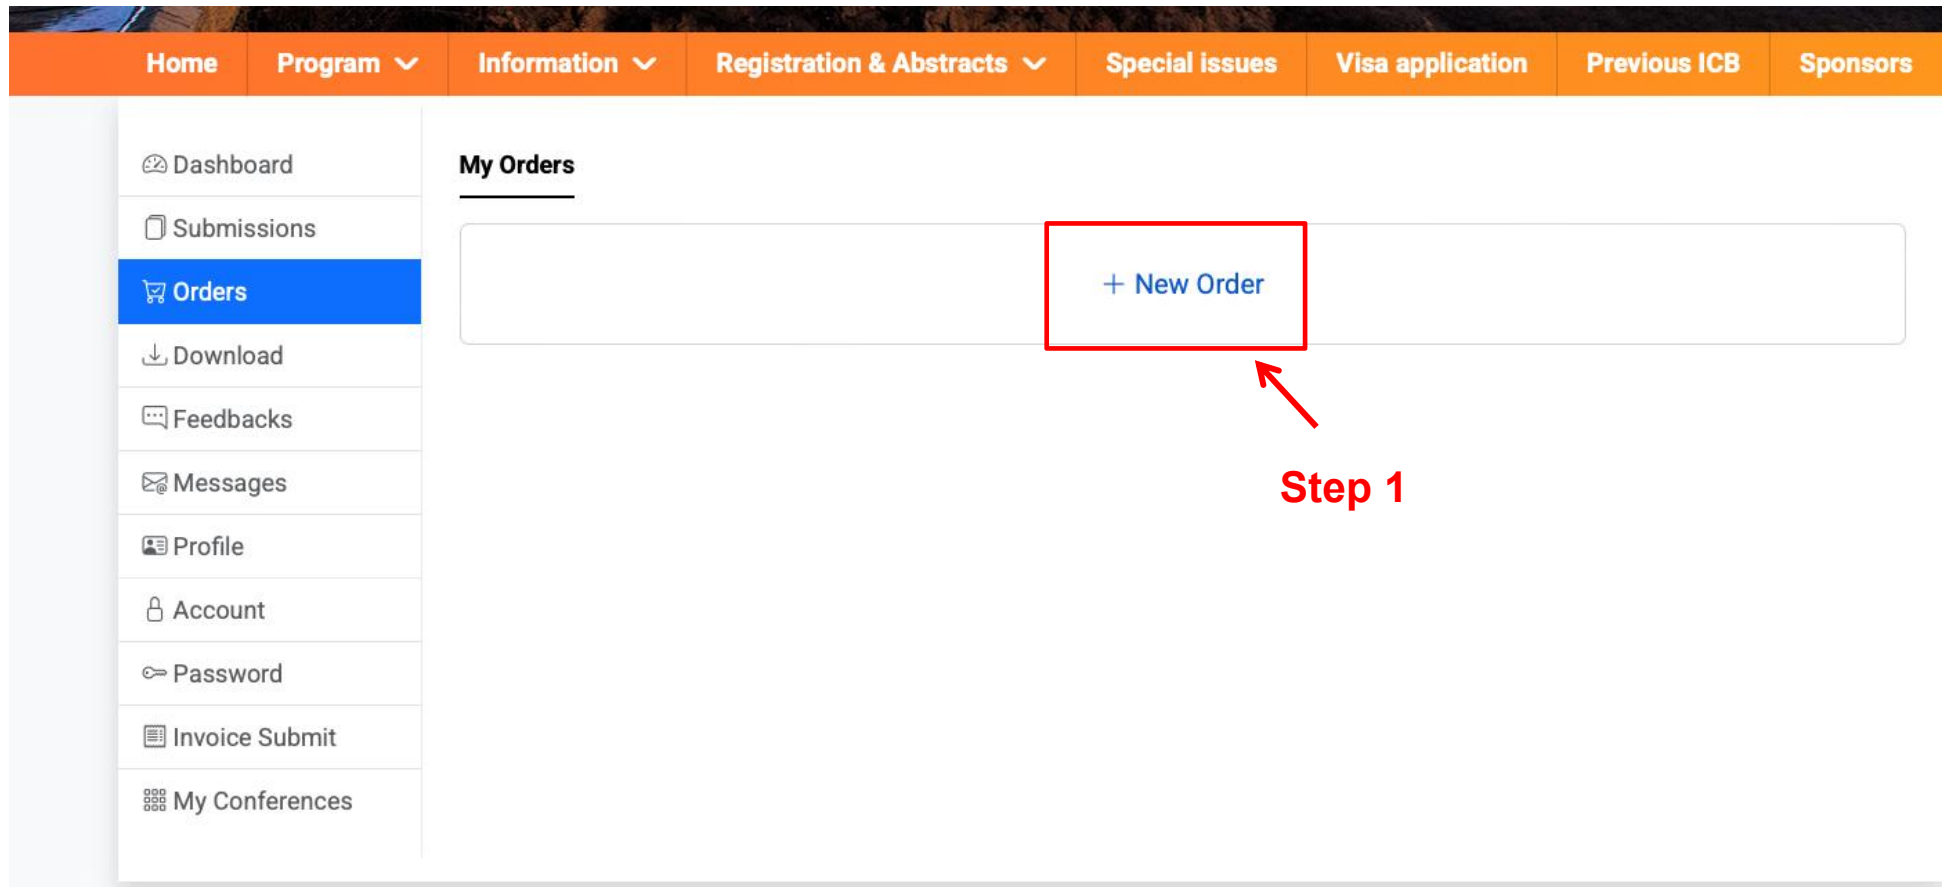 Home Program Information Registration & Abstracts Special issues Visa application Previous ICB Sponsors
Dashboard
Submissions
Orders
Download
Feedbacks
Messages
Profile
Account
Password
Invoice Submit
My Conferences
My Orders
+ New Order
Step 1